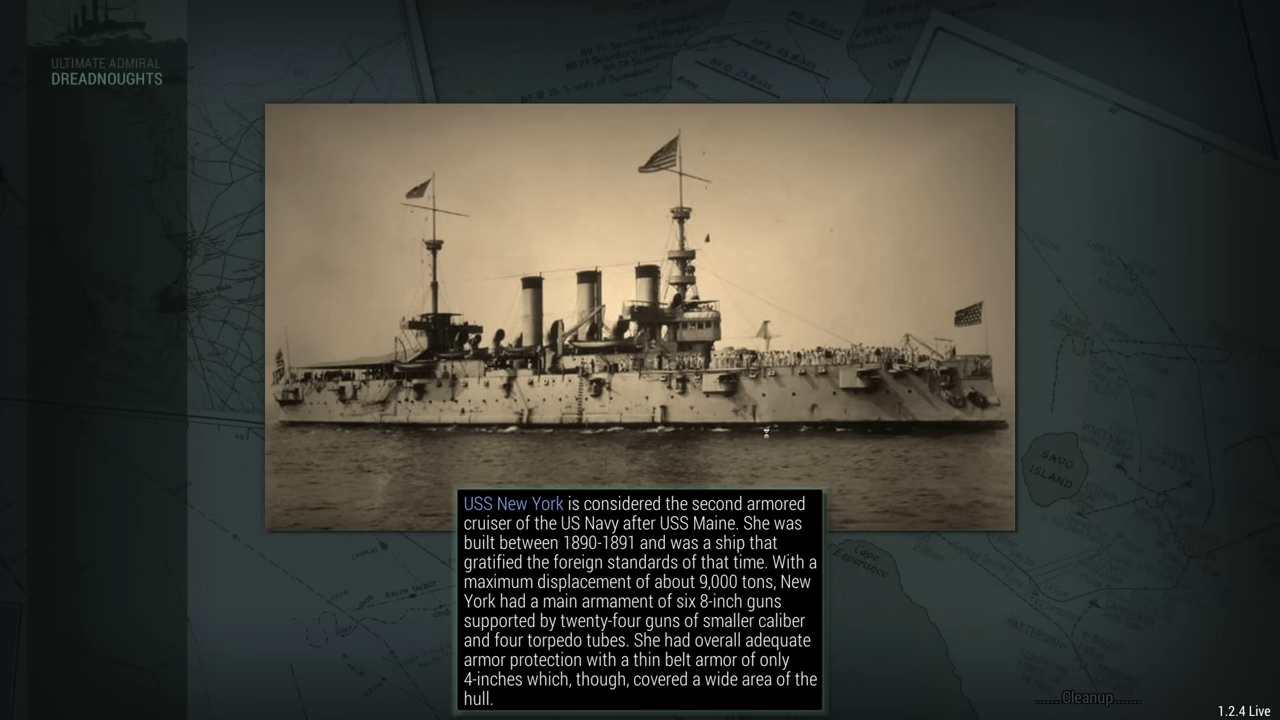 ULTIMATE ADMIRAL
DREADNOUGHTS
SAVO
ISLAND
Cape
Esperance
USS New York is considered the second armored
cruiser of the US Navy after USS Maine. She was
built between 1890-1891 and was a ship that
gratified the foreign standards of that time. With a
maximum displacement of about 9,000 tons, New
York had a main armament of six 8-inch guns
supported by twenty-four guns of smaller caliber
and four torpedo tubes. She had overall adequate
armor protection with a thin belt armor of only
4-inches which, though, covered a wide area of the
hull.
.......Cleanup.......
1.2.4 Live